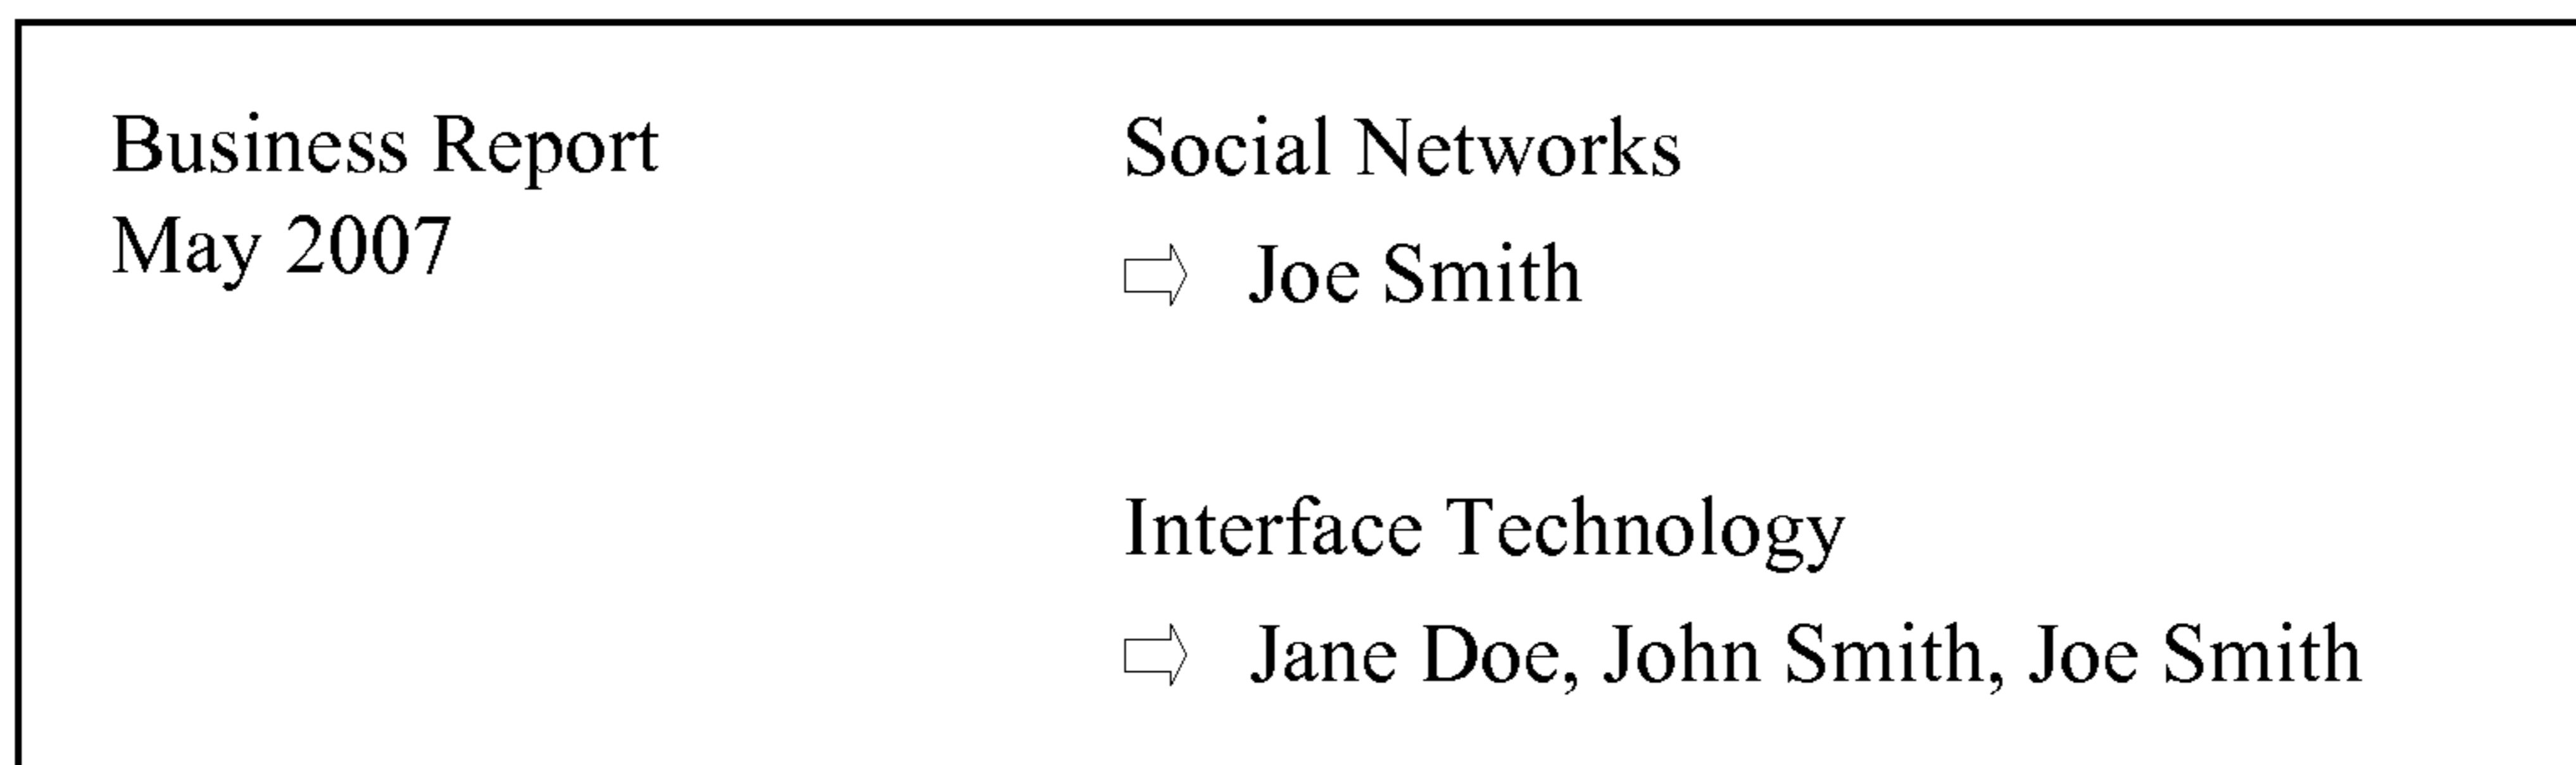 Business Report
May 2007
Social Networks
Joe Smith
Interface Technology
Jane Doe, John Smith, Joe Smith